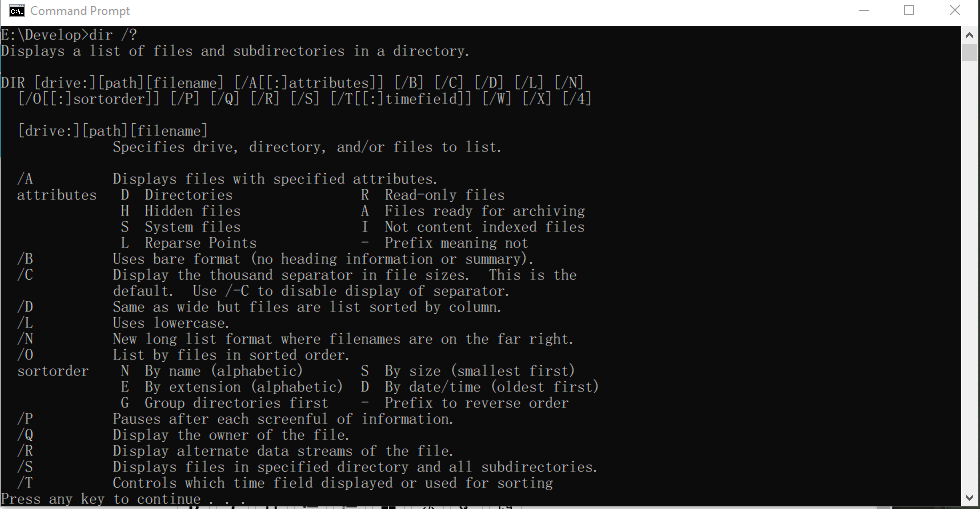 Command Prompt
E:\Develop>dir /?
Displays a list of files and subdirectories in a directory.
DIR [drive:][path][filename] [/A[[:]attributes]] [/B] [/C] [/D] [/L] [/N]
[/O[[:]sortorder]] [/P] [/Q] [/R] [/S] [/T[[:]timefield]] [/W] [/X] [/4]
[drive:][path][filename]
Specifies drive, directory, and/or files to list.
/A Displays files with specified attributes.
attributes D Directories R Read-only files
H Hidden files A Files ready for archiving
S System files I Not content indexed files
L Reparse Points - Prefix meaning not
/B Uses bare format (no heading information or summary).
/C Display the thousand separator in file sizes. This is the
default. Use /-C to disable display of separator.
/D Same as wide but files are list sorted by column.
/L Uses lowercase.
/N New long list format where filenames are on the far right.
/O List by files in sorted order.
sortorder N By name (alphabetic) S By size (smallest first)
E By extension (alphabetic) D By date/time (oldest first)
G Group directories first - Prefix to reverse order
/P Pauses after each screenful of information.
/Q Display the owner of the file.
/R Display alternate data streams of the file.
/S Displays files in specified directory and all subdirectories.
/T Controls which time field displayed or used for sorting
Press any key to continue . . .